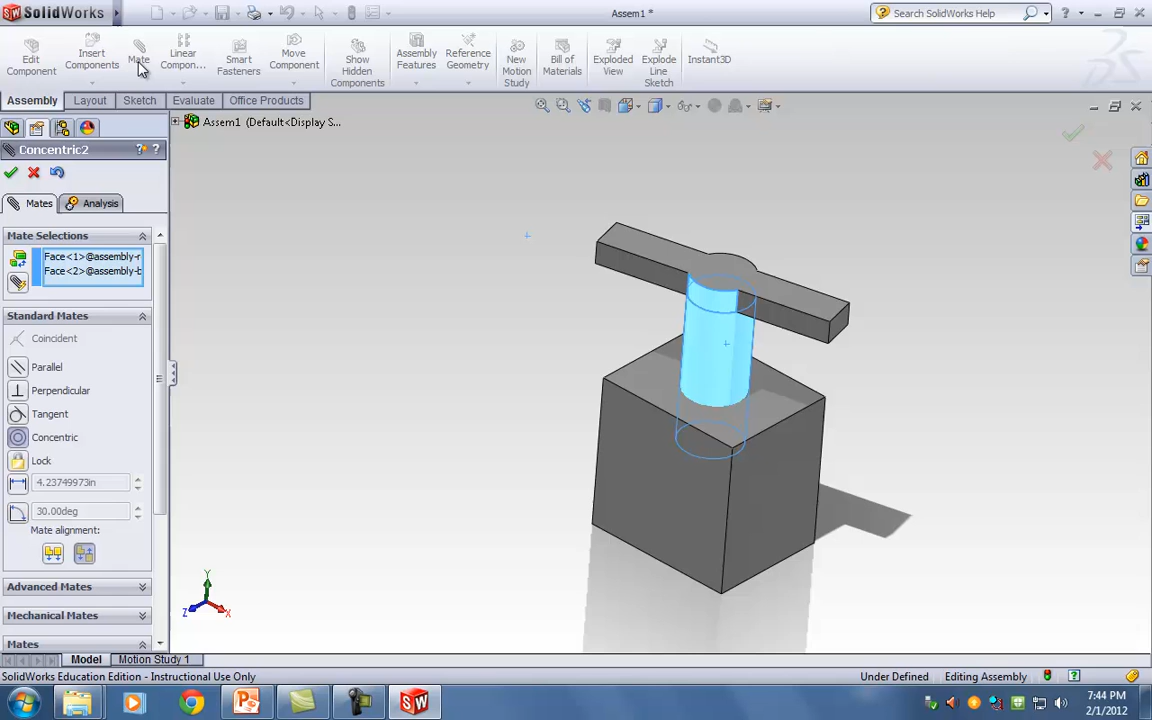 SolidWorks
Assem1 *
Search SolidWorks Help
Edit Component
Insert Components
Mate
Linear Compon...
Smart Fasteners
Move Component
Show Hidden Components
Assembly Features
Reference Geometry
New Motion Study
Bill of Materials
Exploded View
Explode Line Sketch
Instant3D
Assembly
Layout
Sketch
Evaluate
Office Products
Assem1 (Default<Display S...
Concentric2
Mates
Analysis
Mate Selections
Face<1>@assembly-r
Face<2>@assembly-b
Standard Mates
Coincident
Parallel
Perpendicular
Tangent
Concentric
Lock
4.23749973in
30.00deg
Mate alignment:
Advanced Mates
Mechanical Mates
Mates
Y
Z
X
Model
Motion Study 1
SolidWorks Education Edition - Instructional Use Only
Under Defined
Editing Assembly
7:44 PM
2/1/2012